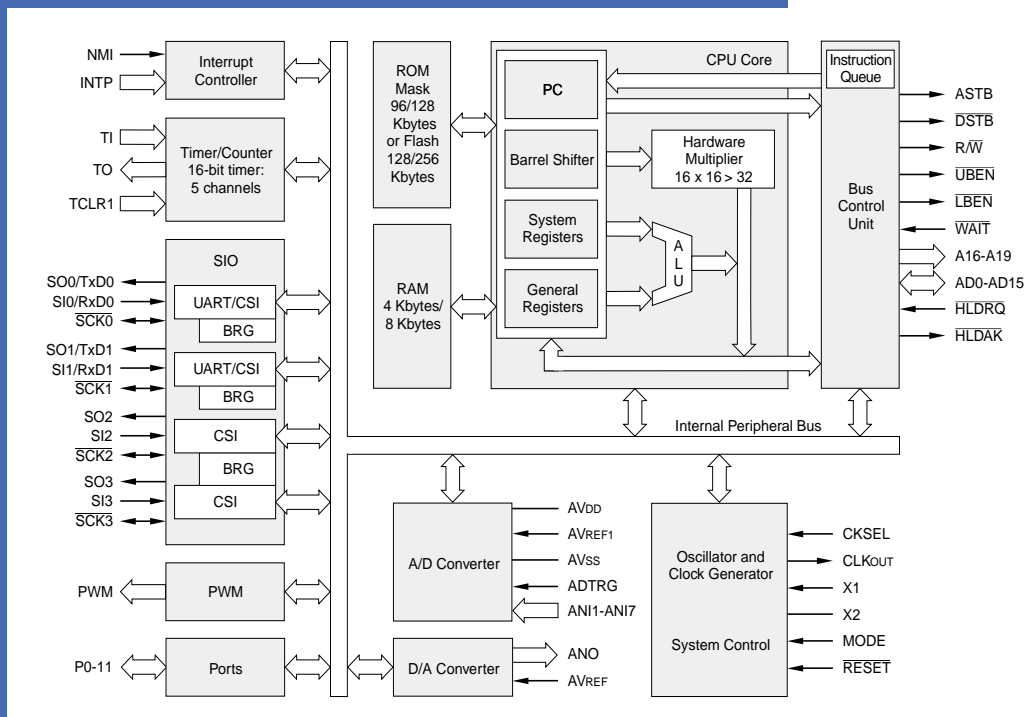 NMI
INTP
Interrupt
Controller
TI
TO
TCLR1
Timer/Counter
16-bit timer:
5 channels
SIO
SO0/TxD0
SI0/RxD0
SCK0
UART/CSI
BRG
SO1/TxD1
SI1/RxD1
SCK1
UART/CSI
BRG
SO2
SI2
SCK2
CSI
BRG
SO3
SI3
SCK3
CSI
PWM
PWM
P0-11
Ports
ROM
Mask
96/128
Kbytes
or Flash
128/256
Kbytes
RAM
4 Kbytes/
8 Kbytes
CPU Core
PC
Barrel Shifter
System
Registers
General
Registers
Hardware
Multiplier
16 x 16 > 32
A
L
U
Instruction
Queue
Bus
Control
Unit
ASTB
DSTB
R/W
UBEN
LBEN
WAIT
A16-A19
AD0-AD15
HLDRQ
HLDAK
Internal Peripheral Bus
A/D Converter
AVDD
AVREF1
AVSS
ADTRG
ANI1-ANI7
D/A Converter
ANO
AVREF
Oscillator and
Clock Generator
System Control
CKSEL
CLKOUT
X1
X2
MODE
RESET